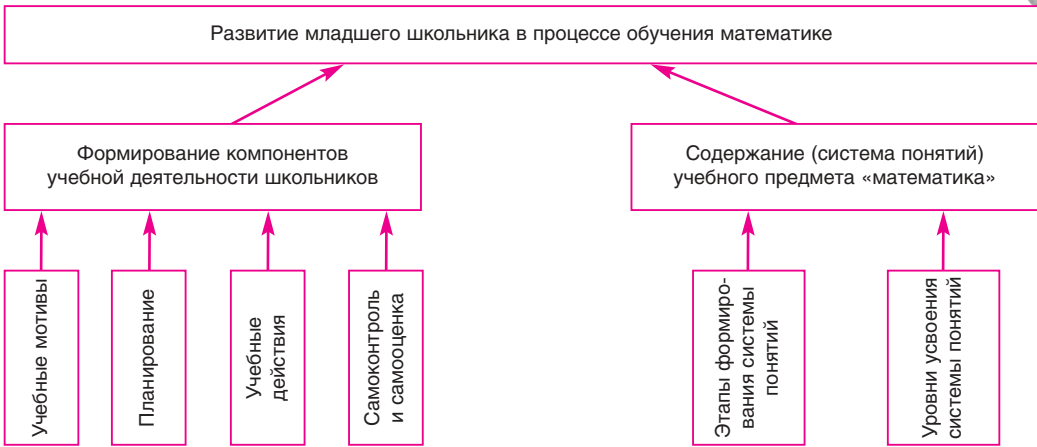 Развитие младшего школьника в процессе обучения математике
Формирование компонентов
учебной деятельности школьников
Содержание (система понятий)
учебного предмета «математика»
Учебные мотивы
Планирование
Учебные
действия
Самоконтроль
и самооценка
Этапы формиро-
вания системы
понятий
Уровни усвоения
системы понятий